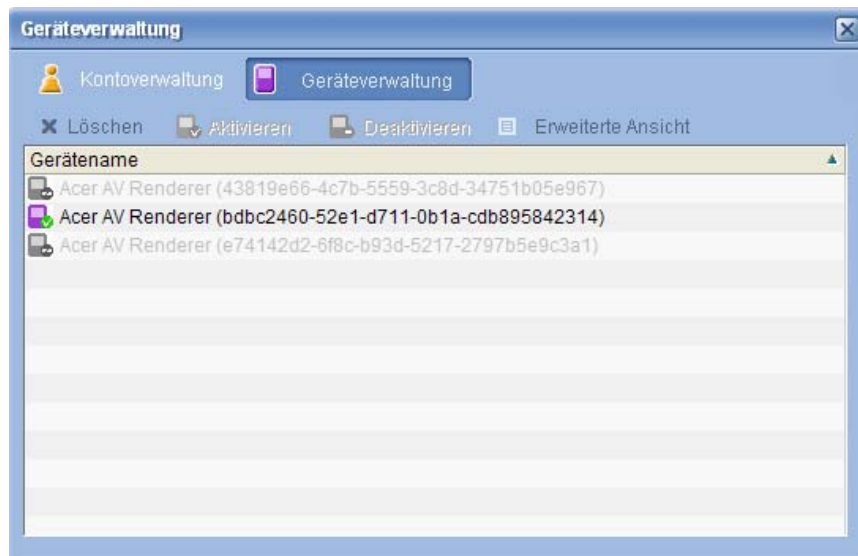 Geräteverwaltung
Kontoverwaltung Geräteverwaltung
Löschen Aktivieren Deaktivieren Erweiterte Ansicht
Gerätename
Acer AV Renderer (43819e66-4c7b-5559-3c8d-34751b05e967)
Acer AV Renderer (bdbc2460-52e1-d711-0b1a-cdb895842314)
Acer AV Renderer (e74142d2-6f8c-b93d-5217-2797b5e9c3a1)